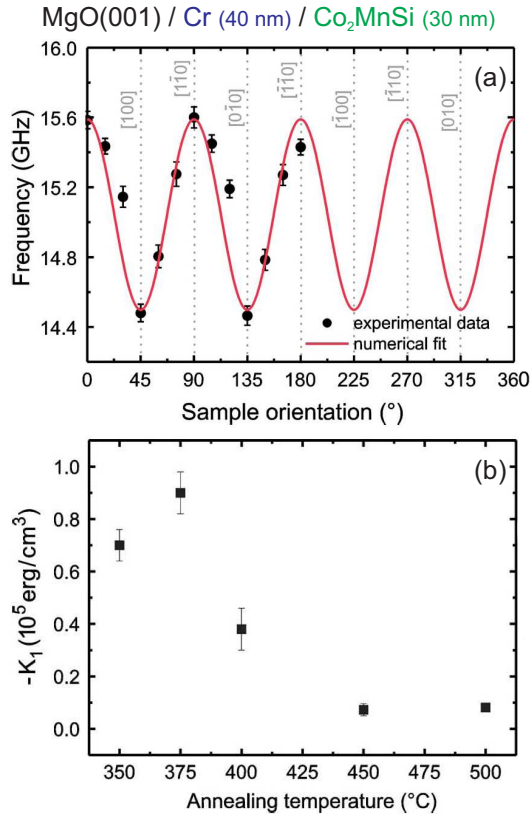 MgO(001) / Cr (40 nm) / Co₂MnSi (30 nm)
(a)
16.0
15.6
15.2
14.8
14.4
Frequency (GHz)
[100]
[1̄10]
[01̄0]
[1̄1̄0]
[1̄00]
[1̄10]
[010]
experimental data
numerical fit
0 45 90 135 180 225 270 315 360
Sample orientation (°)
(b)
1.0
0.8
0.6
0.4
0.2
0.0
-K₁ (10⁵ erg/cm³)
350 375 400 425 450 475 500
Annealing temperature (°C)